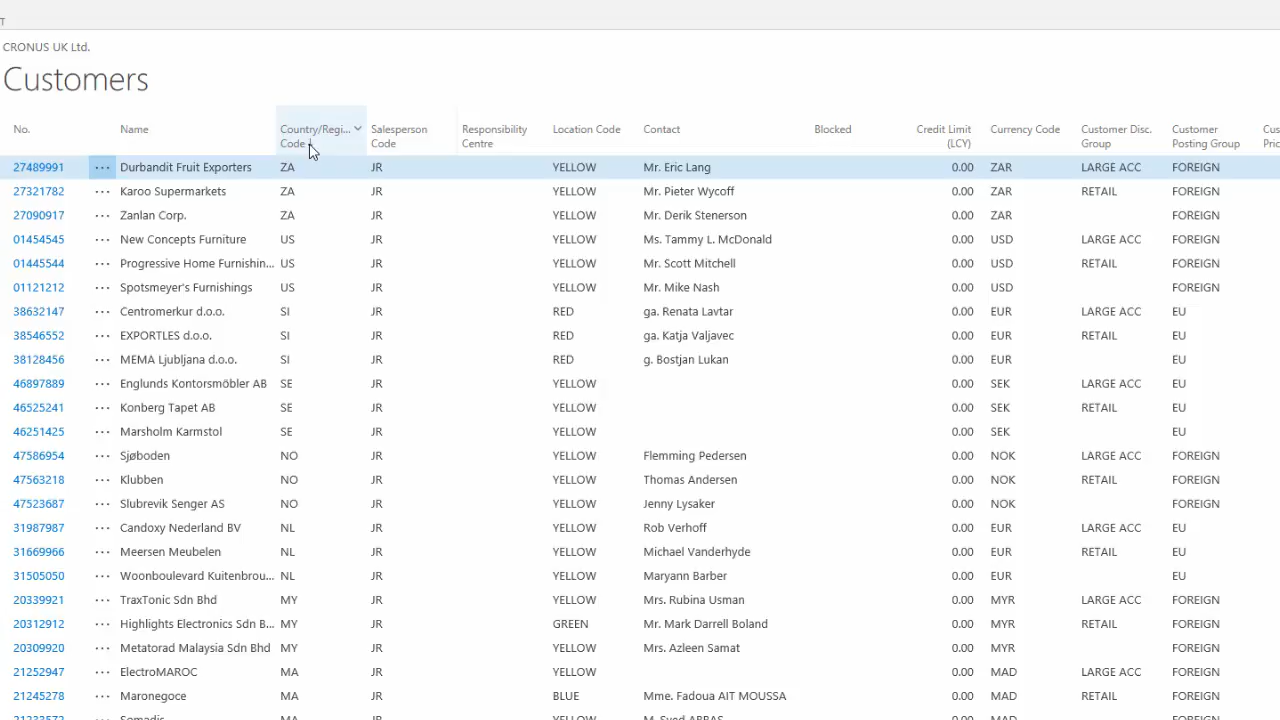 T
CRONUS UK Ltd.
Customers
No. Name Country/Regi... Code ↓ Salesperson Code Responsibility Centre Location Code Contact Blocked Credit Limit (LCY) Currency Code Customer Disc. Group Customer Posting Group
27489991 ··· Durbandit Fruit Exporters ZA JR YELLOW Mr. Eric Lang 0.00 ZAR LARGE ACC FOREIGN
27321782 ··· Karoo Supermarkets ZA JR YELLOW Mr. Pieter Wycoff 0.00 ZAR RETAIL FOREIGN
27090917 ··· Zanlan Corp. ZA JR YELLOW Mr. Derik Stenerson 0.00 ZAR FOREIGN
01454545 ··· New Concepts Furniture US JR YELLOW Ms. Tammy L. McDonald 0.00 USD LARGE ACC FOREIGN
01445544 ··· Progressive Home Furnishin... US JR YELLOW Mr. Scott Mitchell 0.00 USD RETAIL FOREIGN
01121212 ··· Spotsmeyer's Furnishings US JR YELLOW Mr. Mike Nash 0.00 USD FOREIGN
38632147 ··· Centromerkur d.o.o. SI JR RED ga. Renata Lavtar 0.00 EUR LARGE ACC EU
38546552 ··· EXPORTLES d.o.o. SI JR RED ga. Katja Valjavec 0.00 EUR RETAIL EU
38128456 ··· MEMA Ljubljana d.o.o. SI JR RED g. Bostjan Lukan 0.00 EUR EU
46897889 ··· Englunds Kontorsmöbler AB SE JR YELLOW 0.00 SEK LARGE ACC EU
46525241 ··· Konberg Tapet AB SE JR YELLOW 0.00 SEK RETAIL EU
46251425 ··· Marsholm Karmstol SE JR YELLOW 0.00 SEK EU
47586954 ··· Sjøboden NO JR YELLOW Flemming Pedersen 0.00 NOK LARGE ACC FOREIGN
47563218 ··· Klubben NO JR YELLOW Thomas Andersen 0.00 NOK RETAIL FOREIGN
47523687 ··· Slubrevik Senger AS NO JR YELLOW Jenny Lysaker 0.00 NOK FOREIGN
31987987 ··· Candoxy Nederland BV NL JR YELLOW Rob Verhoff 0.00 EUR LARGE ACC EU
31669966 ··· Meersen Meubelen NL JR YELLOW Michael Vanderhyde 0.00 EUR RETAIL EU
31505050 ··· Woonboulevard Kuitenbrou... NL JR YELLOW Maryann Barber 0.00 EUR EU
20339921 ··· TraxTonic Sdn Bhd MY JR YELLOW Mrs. Rubina Usman 0.00 MYR LARGE ACC FOREIGN
20312912 ··· Highlights Electronics Sdn B... MY JR GREEN Mr. Mark Darrell Boland 0.00 MYR RETAIL FOREIGN
20309920 ··· Metatorad Malaysia Sdn Bhd MY JR YELLOW Mrs. Azleen Samat 0.00 MYR FOREIGN
21252947 ··· ElectroMAROC MA JR YELLOW 0.00 MAD LARGE ACC FOREIGN
21245278 ··· Maronegoce MA JR BLUE Mme. Fadoua AIT MOUSSA 0.00 MAD RETAIL FOREIGN
21233572 ··· Somadis MA JR YELLOW M. Syed ABBAS 0.00 MAD FOREIGN